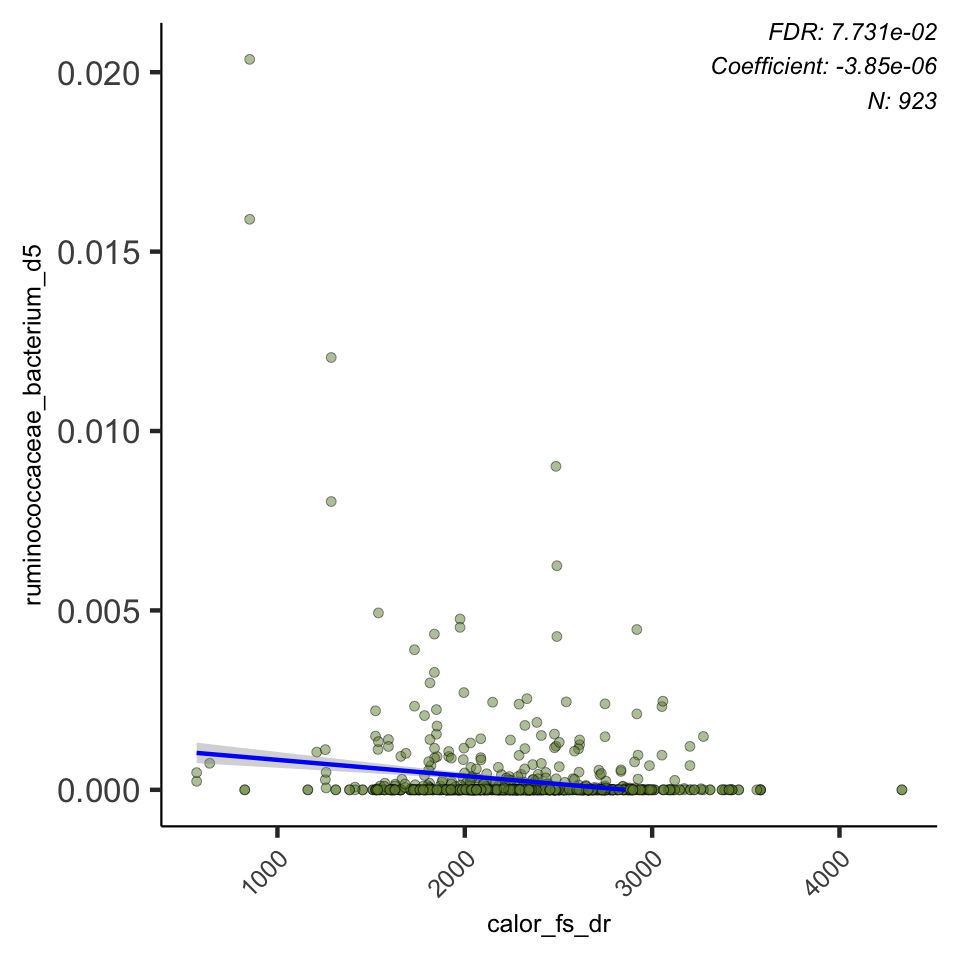 FDR: 7.731e-02
Coefficient: -3.85e-06
N: 923
ruminococcaceae_bacterium_d5
0.020
0.015
0.010
0.005
0.000
1000
2000
3000
4000
calor_fs_dr